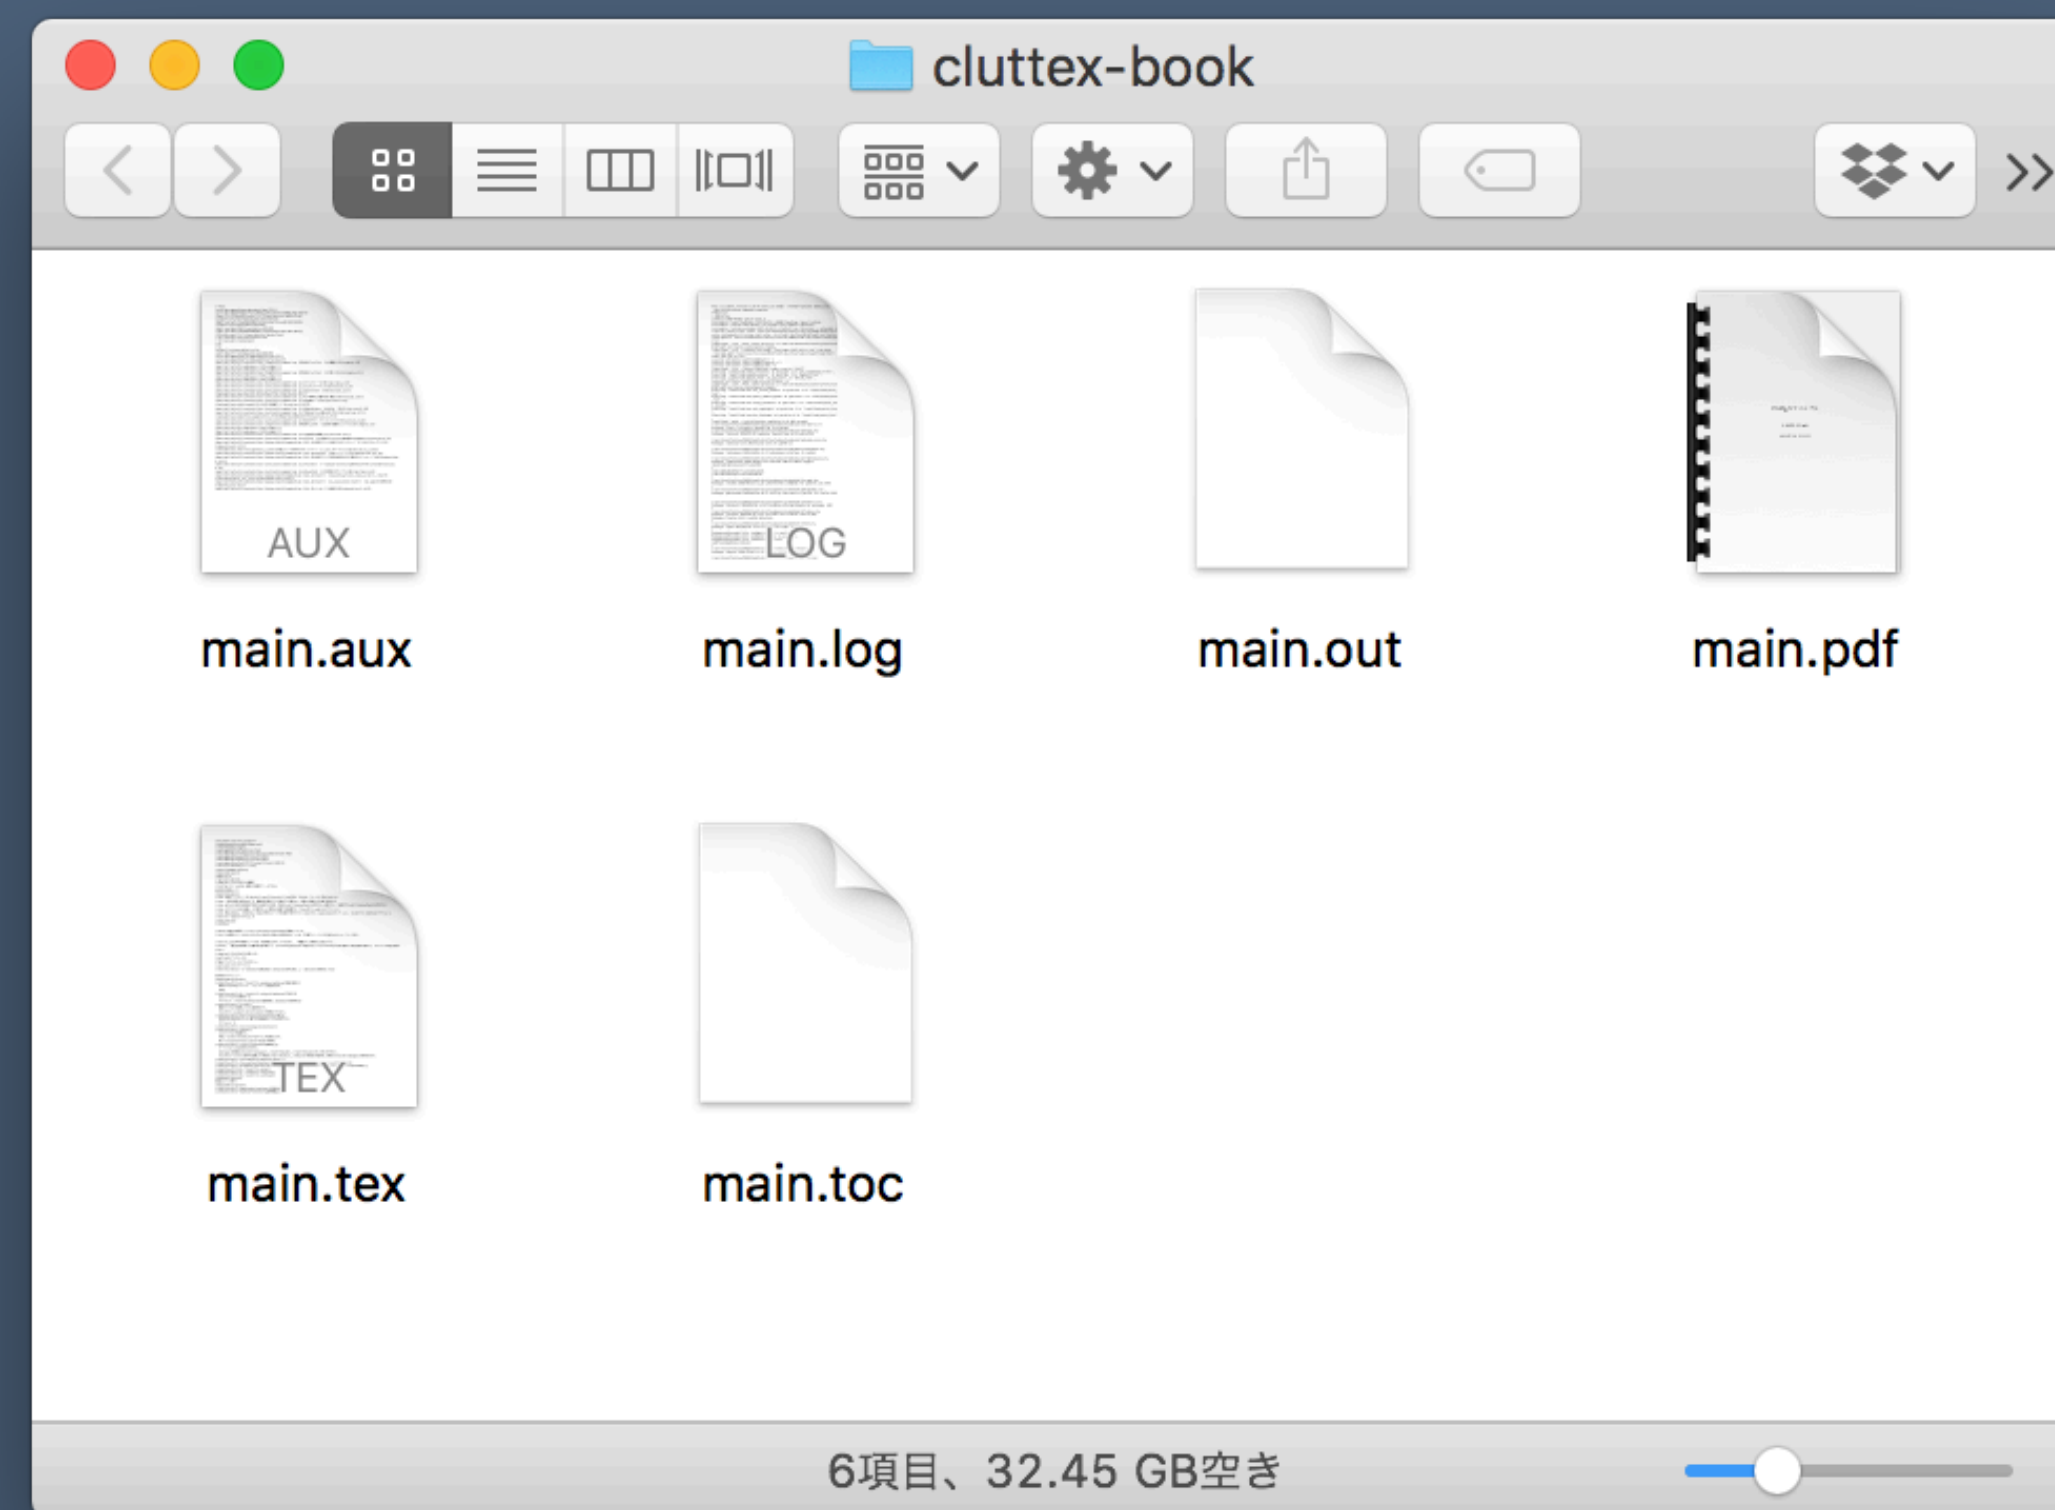 cluttex-book
AUX
LOG
main.aux
main.log
main.out
main.pdf
TEX
main.tex
main.toc
6項目、32.45 GB空き